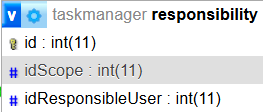 v taskmanager responsibility
id : int(11)
# idScope : int(11)
# idResponsibleUser : int(11)